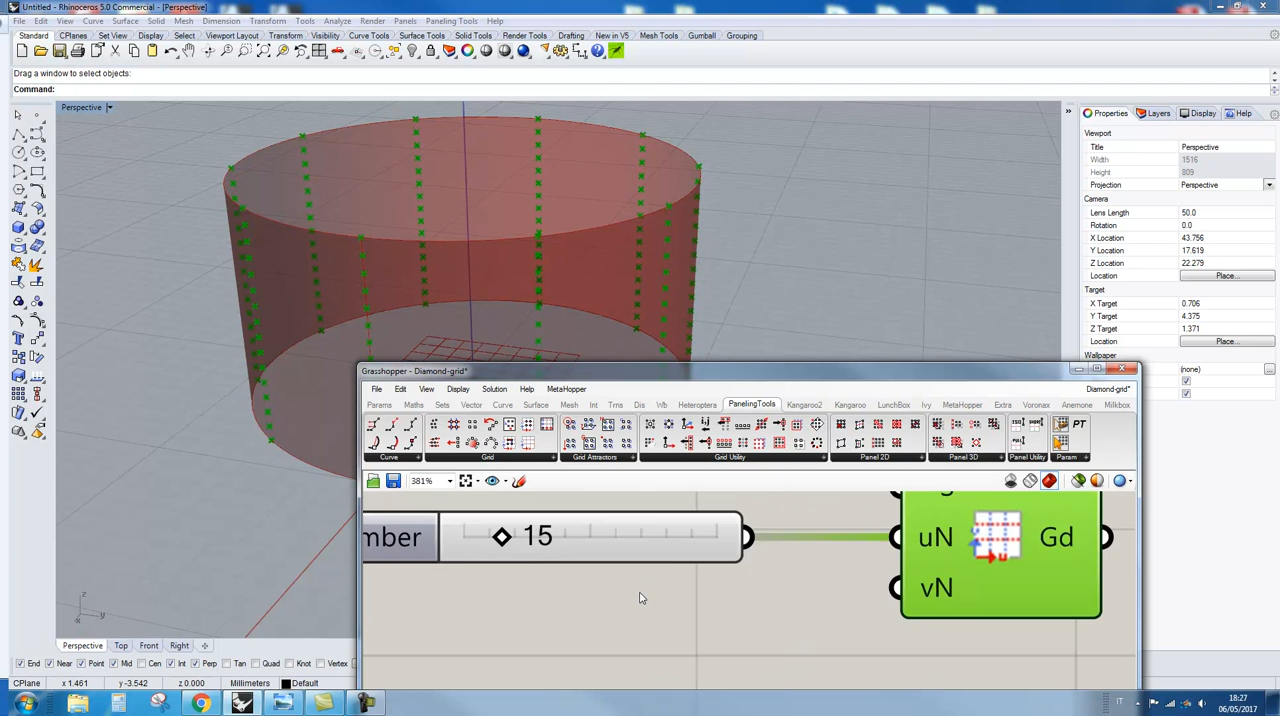 Untitled - Rhinoceros 5.0 Commercial - [Perspective]
File Edit View Curve Surface Solid Mesh Dimension Transform Tools Analyze Render Panels Paneling Tools Help
Standard CPlanes Set View Display Select Viewport Layout Transform Visibility Curve Tools Surface Tools Solid Tools Render Tools Drafting New in V5 Mesh Tools Gumball Grouping
Drag a window to select objects:
Command:
Perspective
Properties Layers Display Help
Viewport
Title Perspective
Width 1516
Height 809
Projection Perspective
Camera
Lens Length 50.0
Rotation 0.0
X Location 43.756
Y Location 17.619
Z Location 22.279
Location Place...
Target
X Target 0.706
Y Target 4.375
Z Target 1.371
Location Place...
Wallpaper
(none)
Grasshopper - Diamond-grid*
File Edit View Display Solution Help MetaHopper Diamond-grid*
Params Maths Sets Vector Curve Surface Mesh Int Trns Dis Wb Heteroptera PanelingTools Kangaroo2 Kangaroo LunchBox Ivy MetaHopper Extra Voronax Anemone Milkbox
PT
Curve Grid Grid Attractors Grid Utility Panel 2D Panel 3D Panel Utility Param
381%
mber 15
uN Gd
vN
z
y
x
Perspective Top Front Right
End Near Point Mid Cen Int Perp Tan Quad Knot Vertex
CPlane x 1.461 y -3.542 z 0.000 Millimeters Default
IT 18:27
06/05/2017